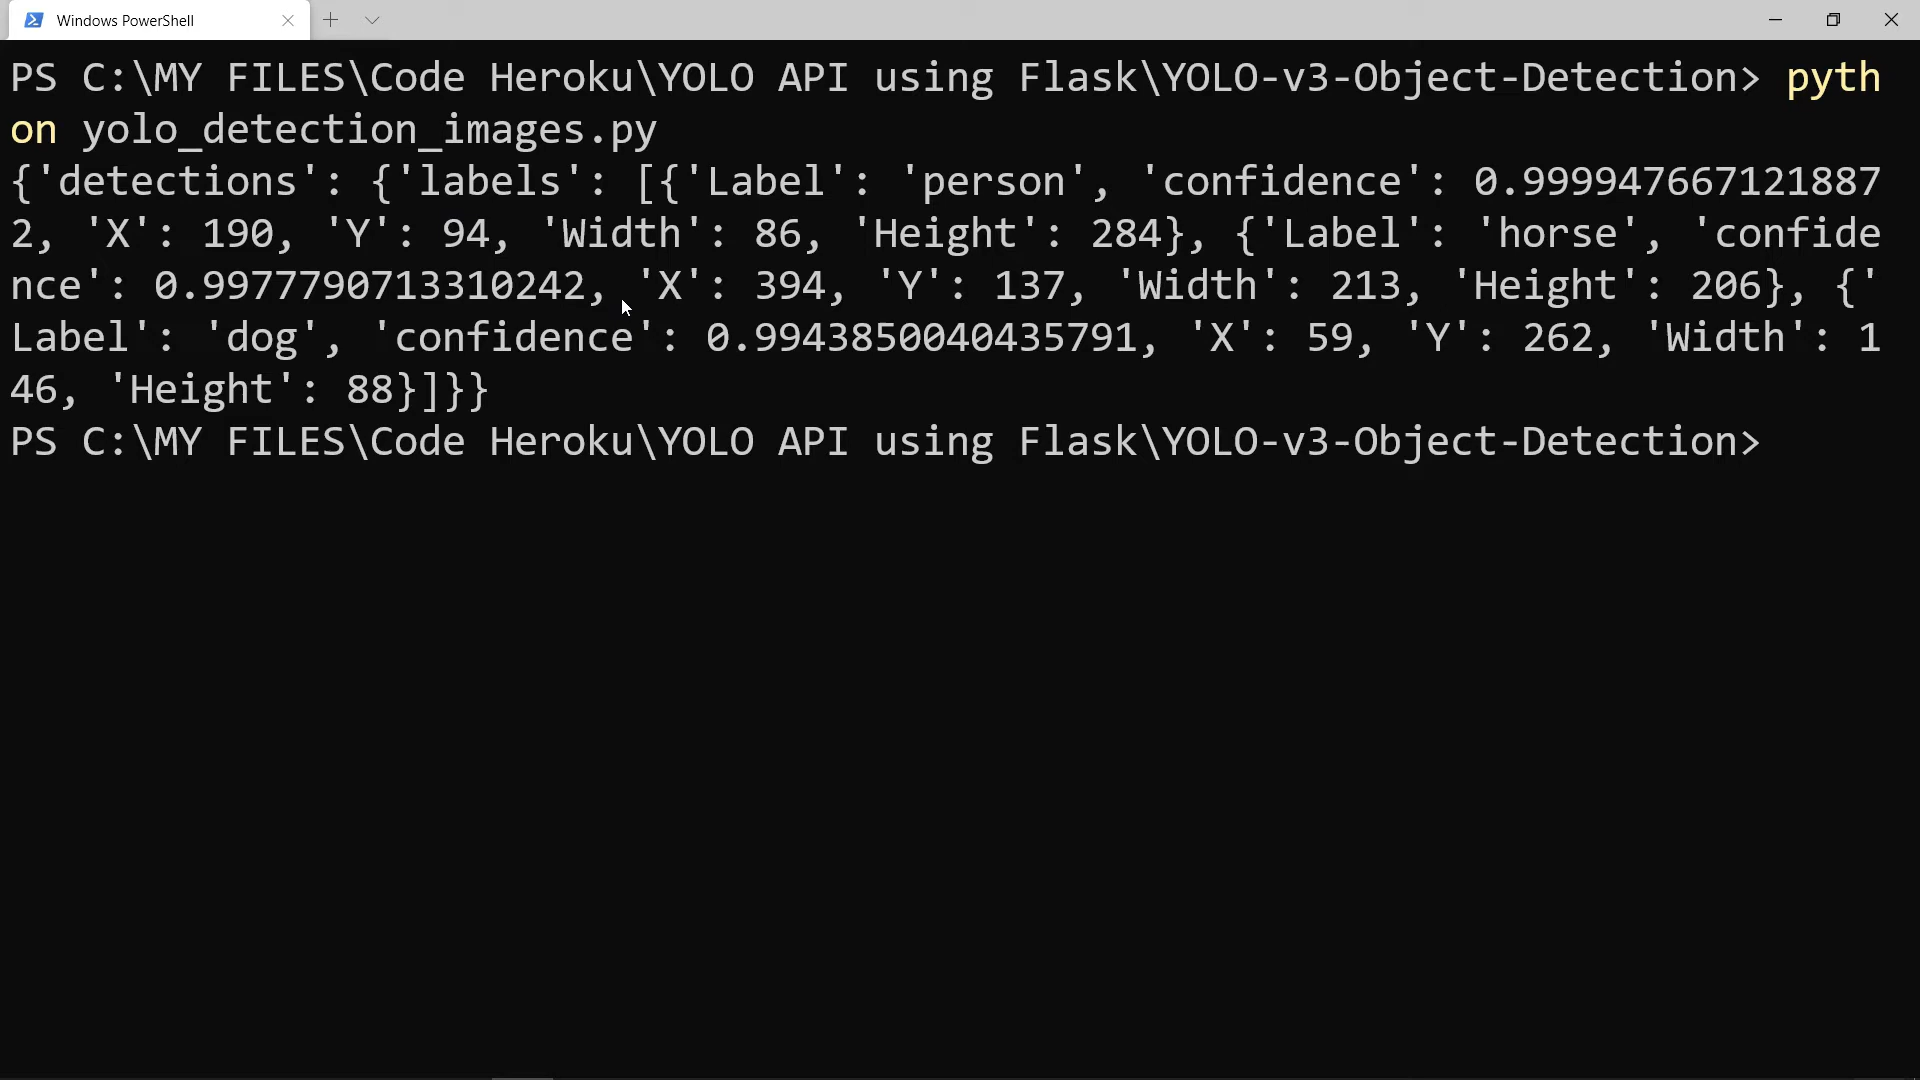 Windows PowerShell
PS C:\MY FILES\Code Heroku\YOLO API using Flask\YOLO-v3-Object-Detection> pyth
on yolo_detection_images.py
{'detections': {'labels': [{'Label': 'person', 'confidence': 0.999947667121887
2, 'X': 190, 'Y': 94, 'Width': 86, 'Height': 284}, {'Label': 'horse', 'confide
nce': 0.9977790713310242, 'X': 394, 'Y': 137, 'Width': 213, 'Height': 206}, {'
Label': 'dog', 'confidence': 0.9943850040435791, 'X': 59, 'Y': 262, 'Width': 1
46, 'Height': 88}]}}
PS C:\MY FILES\Code Heroku\YOLO API using Flask\YOLO-v3-Object-Detection>